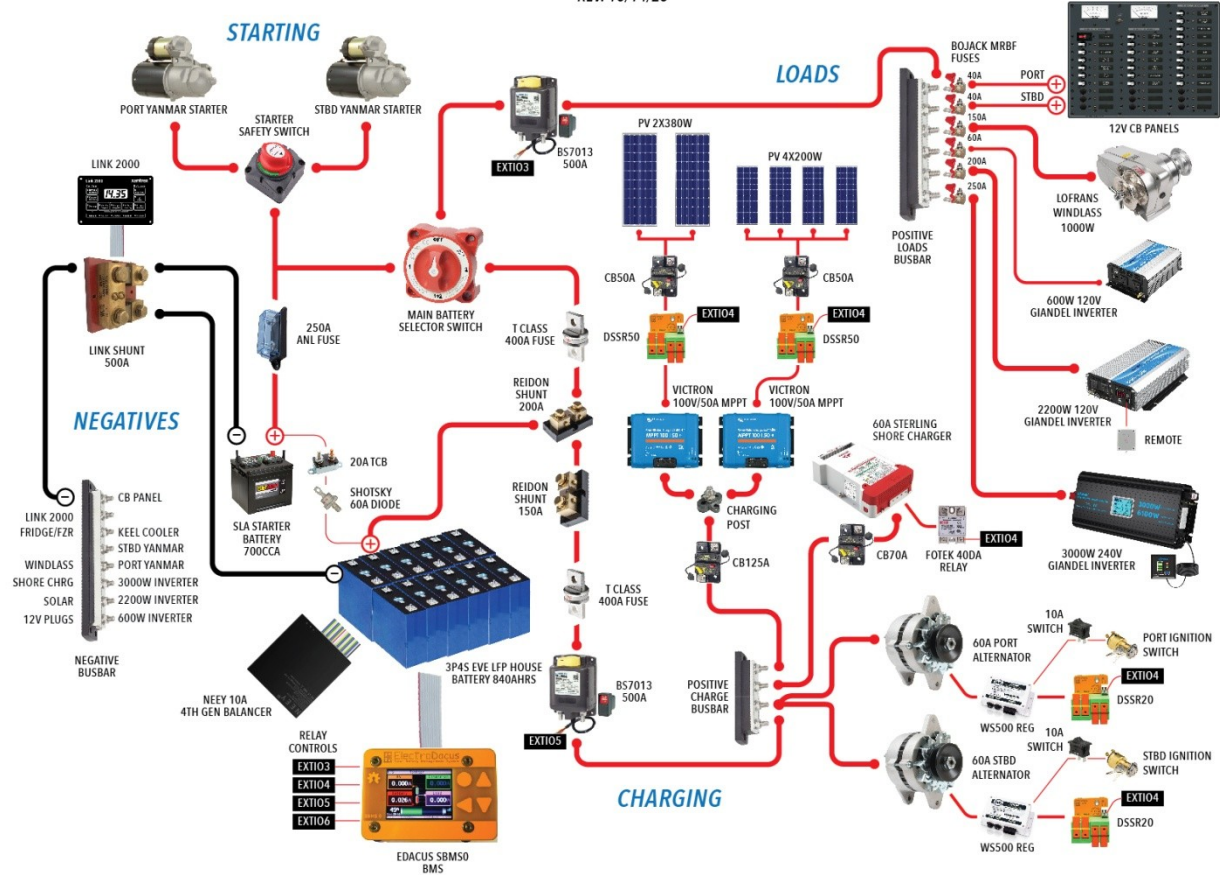 STARTING
PORT YANMAR STARTER
STBD YANMAR STARTER
STARTER
SAFETY SWITCH
LINK 2000
Link 2000
14.35
LINK SHUNT
500A
250A
ANL FUSE
MAIN BATTERY
SELECTOR SWITCH
EXTIO3
BS7013
500A
LOADS
BOJACK MRBF
FUSES
40A
PORT
40A
STBD
150A
60A
200A
250A
12V CB PANELS
POSITIVE
LOADS
BUSBAR
LOFRANS
WINDLASS
1000W
600W 120V
GIANDEL INVERTER
2200W 120V
GIANDEL INVERTER
REMOTE
3000W 240V
GIANDEL INVERTER
PV 2X380W
PV 4X200W
CB50A
CB50A
EXTIO4
EXTIO4
DSSR50
DSSR50
VICTRON
100V/50A MPPT
VICTRON
100V/50A MPPT
T CLASS
400A FUSE
REIDON
SHUNT
200A
REIDON
SHUNT
150A
T CLASS
400A FUSE
BS7013
500A
EXTIO5
CHARGING
POST
CB125A
60A STERLING
SHORE CHARGER
CB70A
FOTEK 40DA
RELAY
EXTIO4
NEGATIVES
CB PANEL
LINK 2000
FRIDGE/FZR
KEEL COOLER
STBD YANMAR
WINDLASS
PORT YANMAR
SHORE CHRG
3000W INVERTER
SOLAR
2200W INVERTER
12V PLUGS
600W INVERTER
NEGATIVE
BUSBAR
SLA STARTER
BATTERY
700CCA
20A TCB
SHOTSKY
60A DIODE
NEEY 10A
4TH GEN BALANCER
3P4S EVE LFP HOUSE
BATTERY 840AHRS
RELAY
CONTROLS
EXTIO3
EXTIO4
EXTIO5
EXTIO6
ElectroDacus
EDACUS SBMS0
BMS
POSITIVE
CHARGE
BUSBAR
CHARGING
60A PORT
ALTERNATOR
10A
SWITCH
PORT IGNITION
SWITCH
EXTIO4
DSSR20
WS500 REG
60A STBD
ALTERNATOR
10A
SWITCH
STBD IGNITION
SWITCH
EXTIO4
DSSR20
WS500 REG